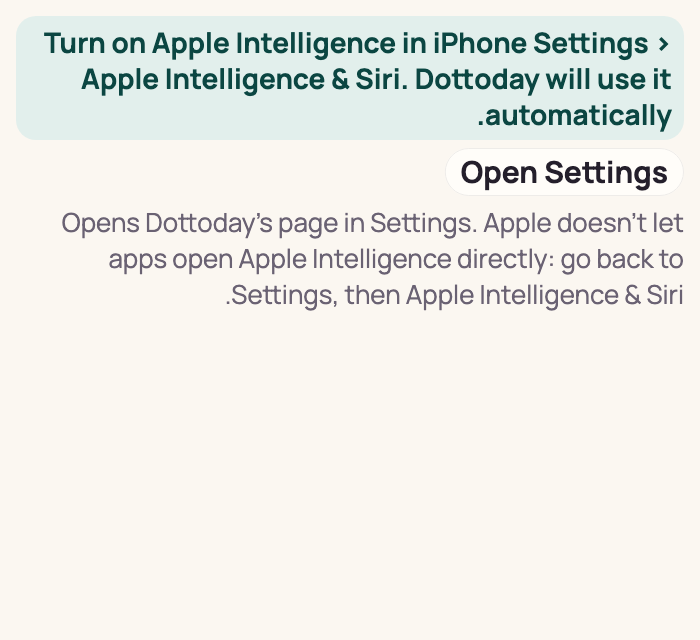 Turn on Apple Intelligence in iPhone Settings ›
Apple Intelligence & Siri. Dottoday will use it
.automatically
Open Settings
Opens Dottoday’s page in Settings. Apple doesn’t let
apps open Apple Intelligence directly: go back to
.Settings, then Apple Intelligence & Siri